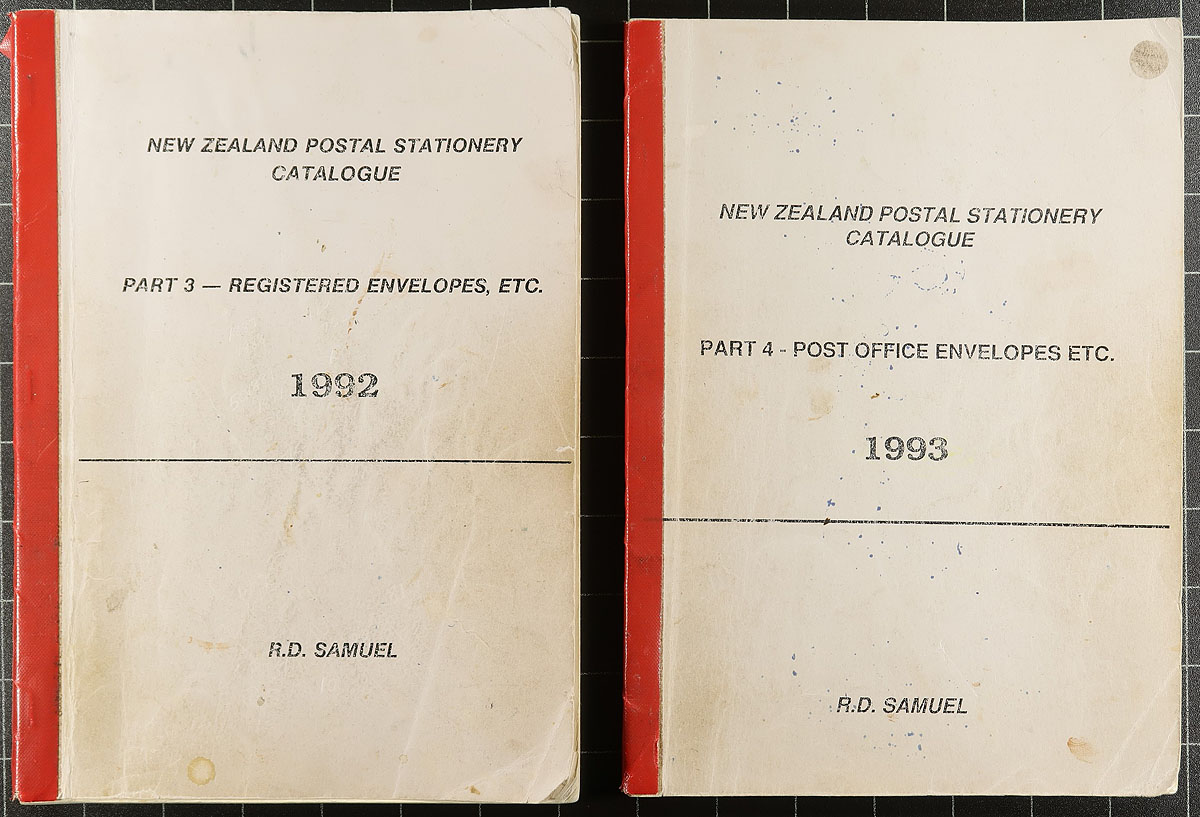 NEW ZEALAND POSTAL STATIONERY
CATALOGUE
PART 3 — REGISTERED ENVELOPES, ETC.
1992
R.D. SAMUEL
NEW ZEALAND POSTAL STATIONERY
CATALOGUE
PART 4 - POST OFFICE ENVELOPES ETC.
1993
R.D. SAMUEL